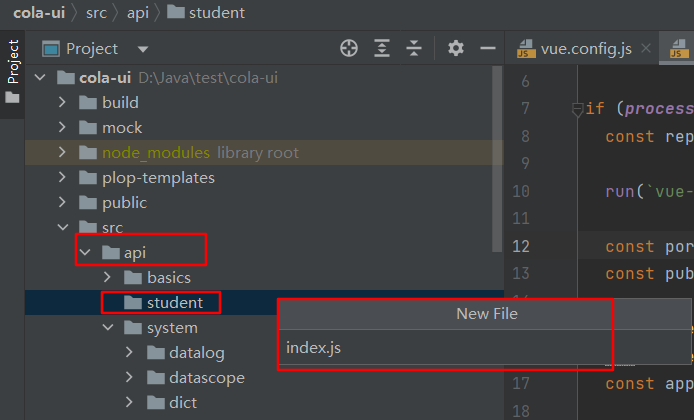 cola-ui > src > api > student
Project
Project
vue.config.js
cola-ui D:\Java\test\cola-ui
build
mock
node_modules library root
plop-templates
public
src
api
basics
student
system
datalog
datascope
dict
New File
index.js
6
7 if (process
8 const rep
10 run(`vue-
11
12 const por
13 const pub
17 const app
18